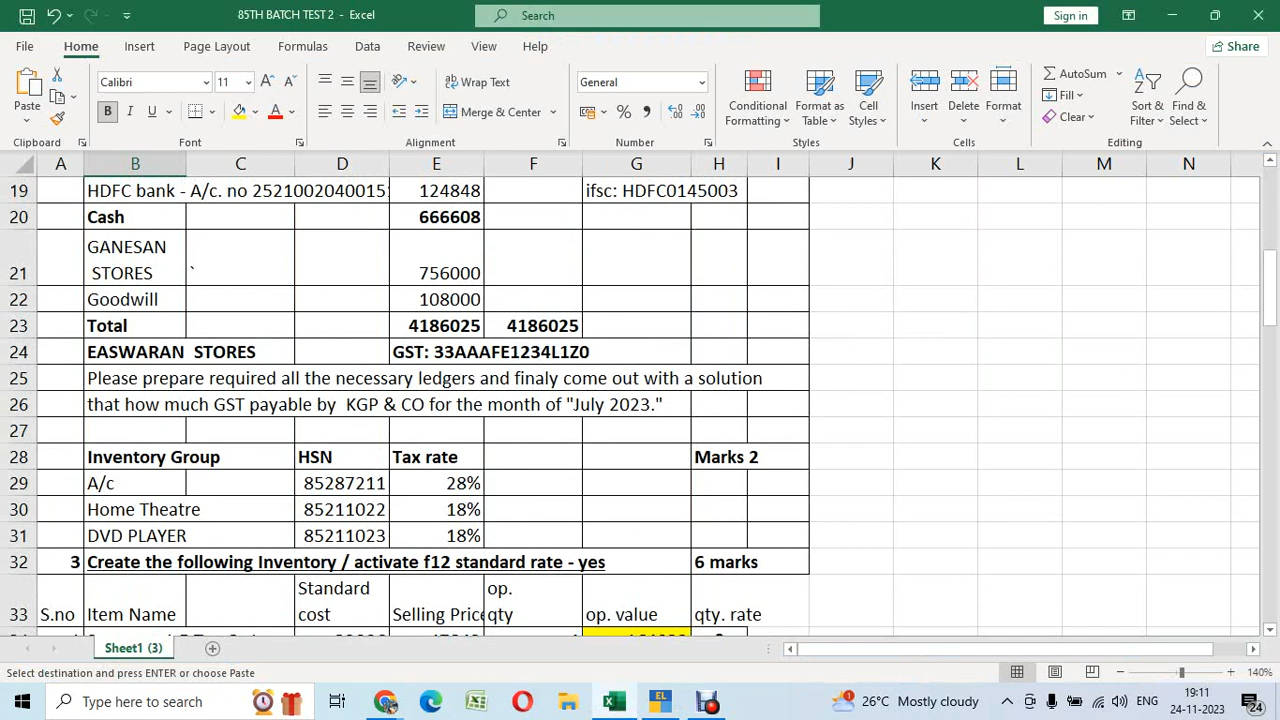 85TH BATCH TEST 2 - Excel
Search
Sign in
File Home Insert Page Layout Formulas Data Review View Help
Share
Paste
Calibri 11
Wrap Text
General
Conditional Formatting
Format as Table
Cell Styles
Insert Delete Format
AutoSum
Fill
Clear
Sort & Filter
Find & Select
B I U
Merge & Center
Clipboard Font Alignment Number Styles Cells Editing
A B C D E F G H I J K L M N
19 HDFC bank - A/c. no 2521002040015 124848 ifsc: HDFC0145003
20 Cash 666608
GANESAN
21 STORES ` 756000
22 Goodwill 108000
23 Total 4186025 4186025
24 EASWARAN STORES GST: 33AAAFE1234L1Z0
25 Please prepare required all the necessary ledgers and finaly come out with a solution
26 that how much GST payable by KGP & CO for the month of "July 2023."
27
28 Inventory Group HSN Tax rate Marks 2
29 A/c 85287211 28%
30 Home Theatre 85211022 18%
31 DVD PLAYER 85211023 18%
32 3 Create the following Inventory / activate f12 standard rate - yes 6 marks
Standard op.
33 S.no Item Name cost Selling Price qty op. value qty. rate
Sheet1 (3)
Select destination and press ENTER or choose Paste
140%
Type here to search
26°C Mostly cloudy
ENG
19:11
24-11-2023
24